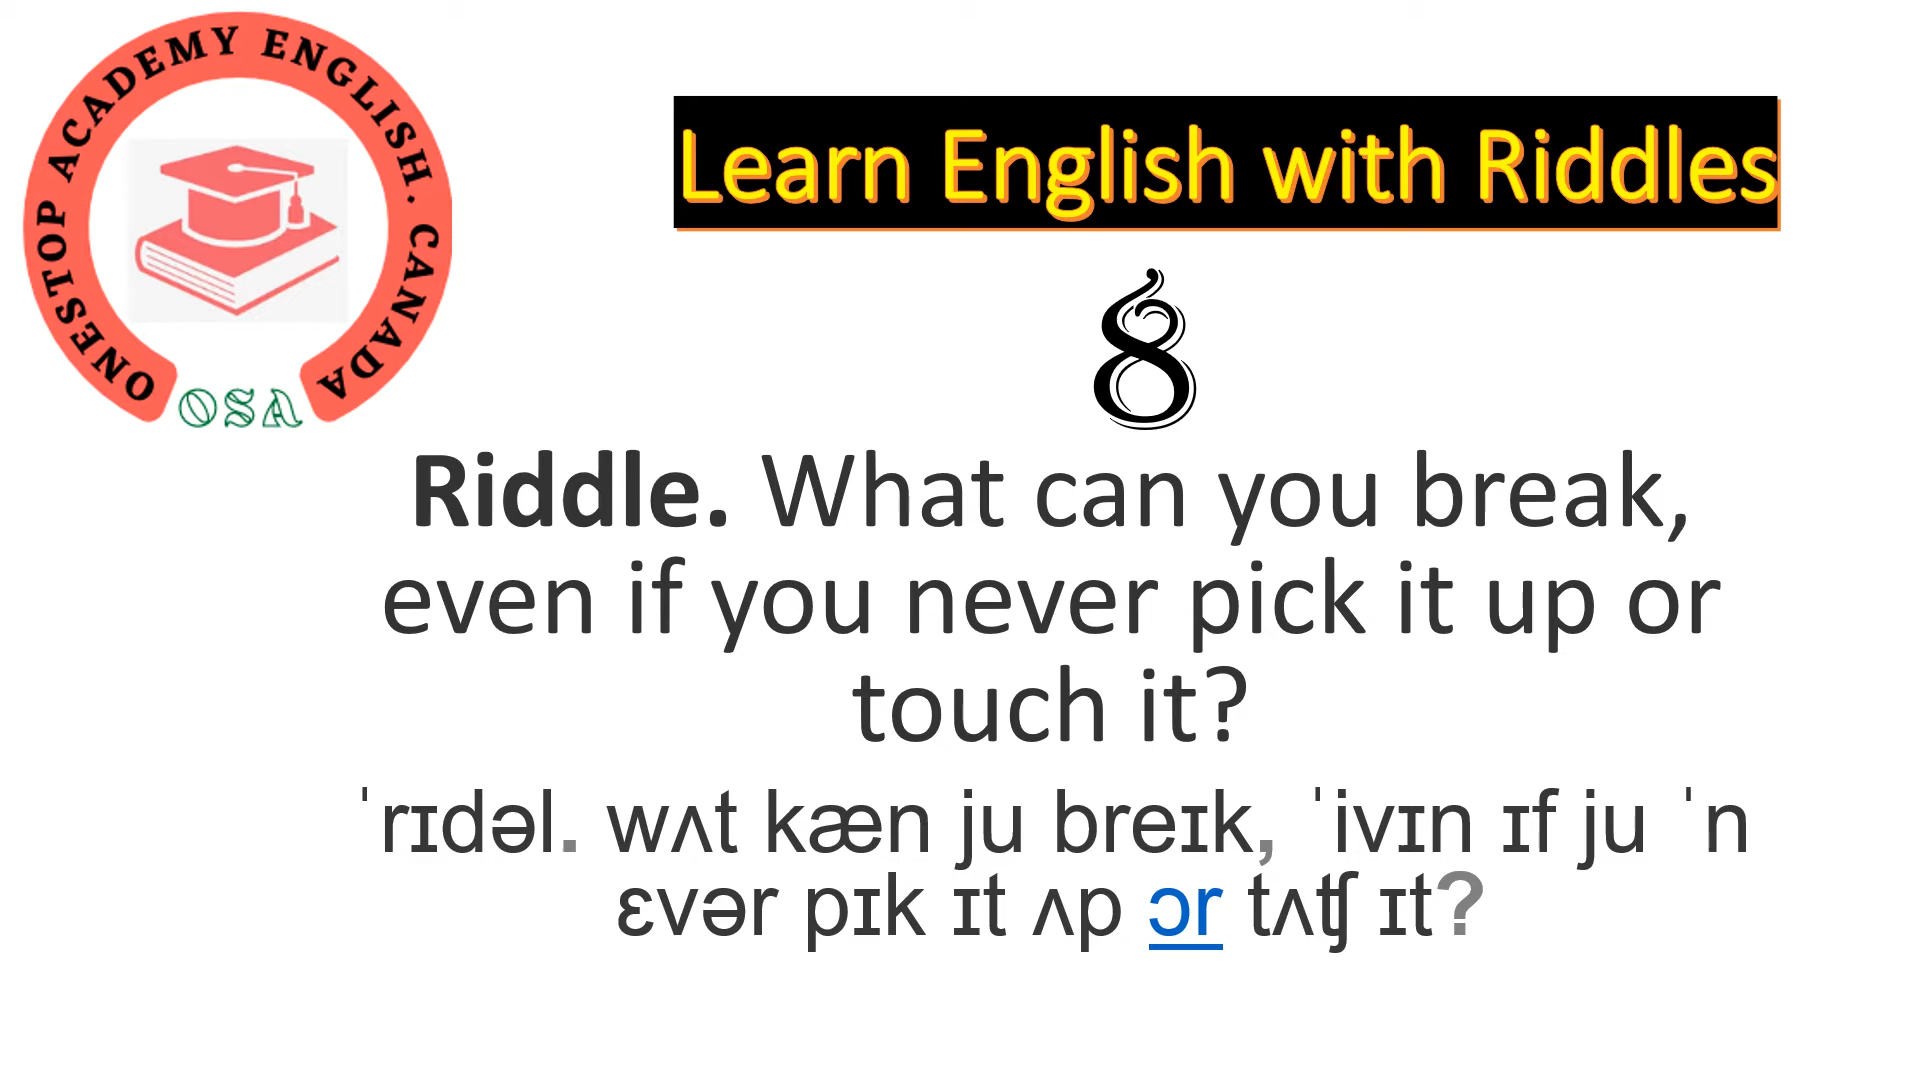 ONESTOP ACADEMY ENGLISH. CANADA
OSA
Learn English with Riddles
8
Riddle. What can you break,
even if you never pick it up or
touch it?
ˈrɪdəl. wʌt kæn ju breɪk, ˈivɪn ɪf ju ˈn
ɛvər pɪk ɪt ʌp ɔr tʌʧ ɪt?